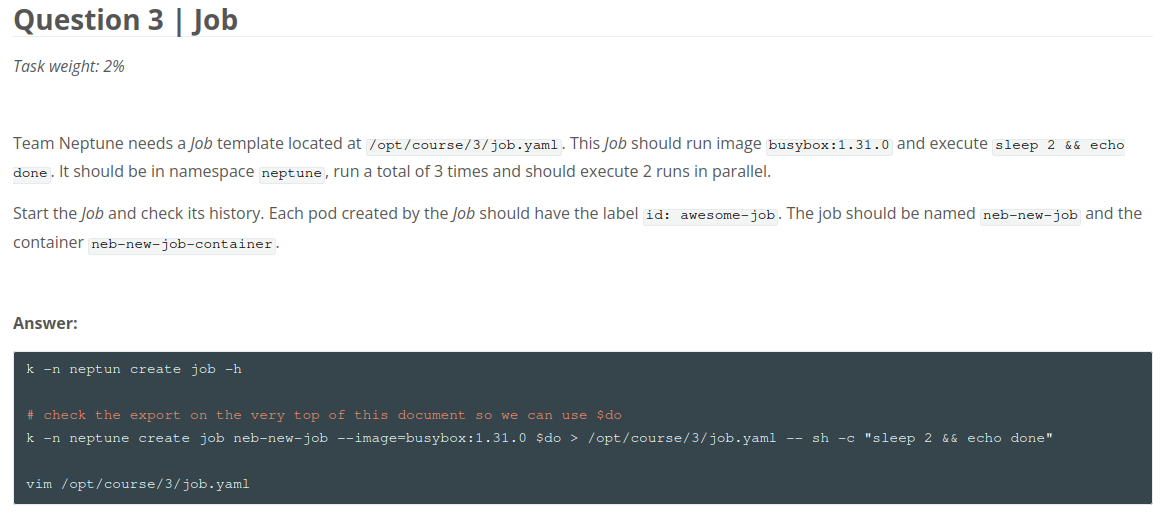 Question 3 | Job
Task weight: 2%
Team Neptune needs a Job template located at /opt/course/3/job.yaml. This Job should run image busybox:1.31.0 and execute sleep 2 && echo
done. It should be in namespace neptune, run a total of 3 times and should execute 2 runs in parallel.
Start the Job and check its history. Each pod created by the Job should have the label id: awesome-job. The job should be named neb-new-job and the
container neb-new-job-container.
Answer:
k -n neptun create job -h
# check the export on the very top of this document so we can use $do
k -n neptune create job neb-new-job --image=busybox:1.31.0 $do > /opt/course/3/job.yaml -- sh -c "sleep 2 && echo done"
vim /opt/course/3/job.yaml